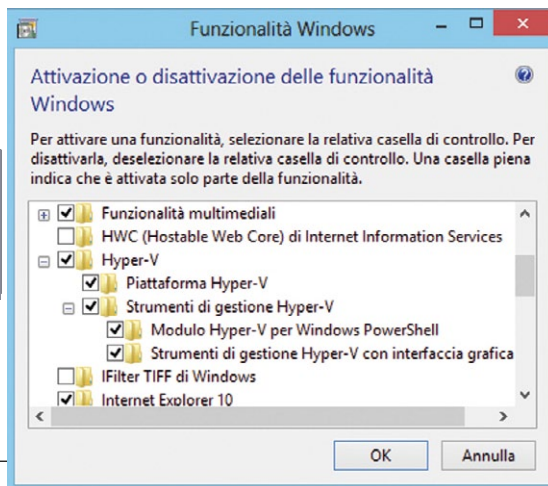 Funzionalità Windows
Attivazione o disattivazione delle funzionalità
Windows
Per attivare una funzionalità, selezionare la relativa casella di controllo. Per
disattivarla, deselezionare la relativa casella di controllo. Una casella piena
indica che è attivata solo parte della funzionalità.
Funzionalità multimediali
HWC (Hostable Web Core) di Internet Information Services
Hyper-V
Piattaforma Hyper-V
Strumenti di gestione Hyper-V
Modulo Hyper-V per Windows PowerShell
Strumenti di gestione Hyper-V con interfaccia grafica
IFilter TIFF di Windows
Internet Explorer 10
OK Annulla